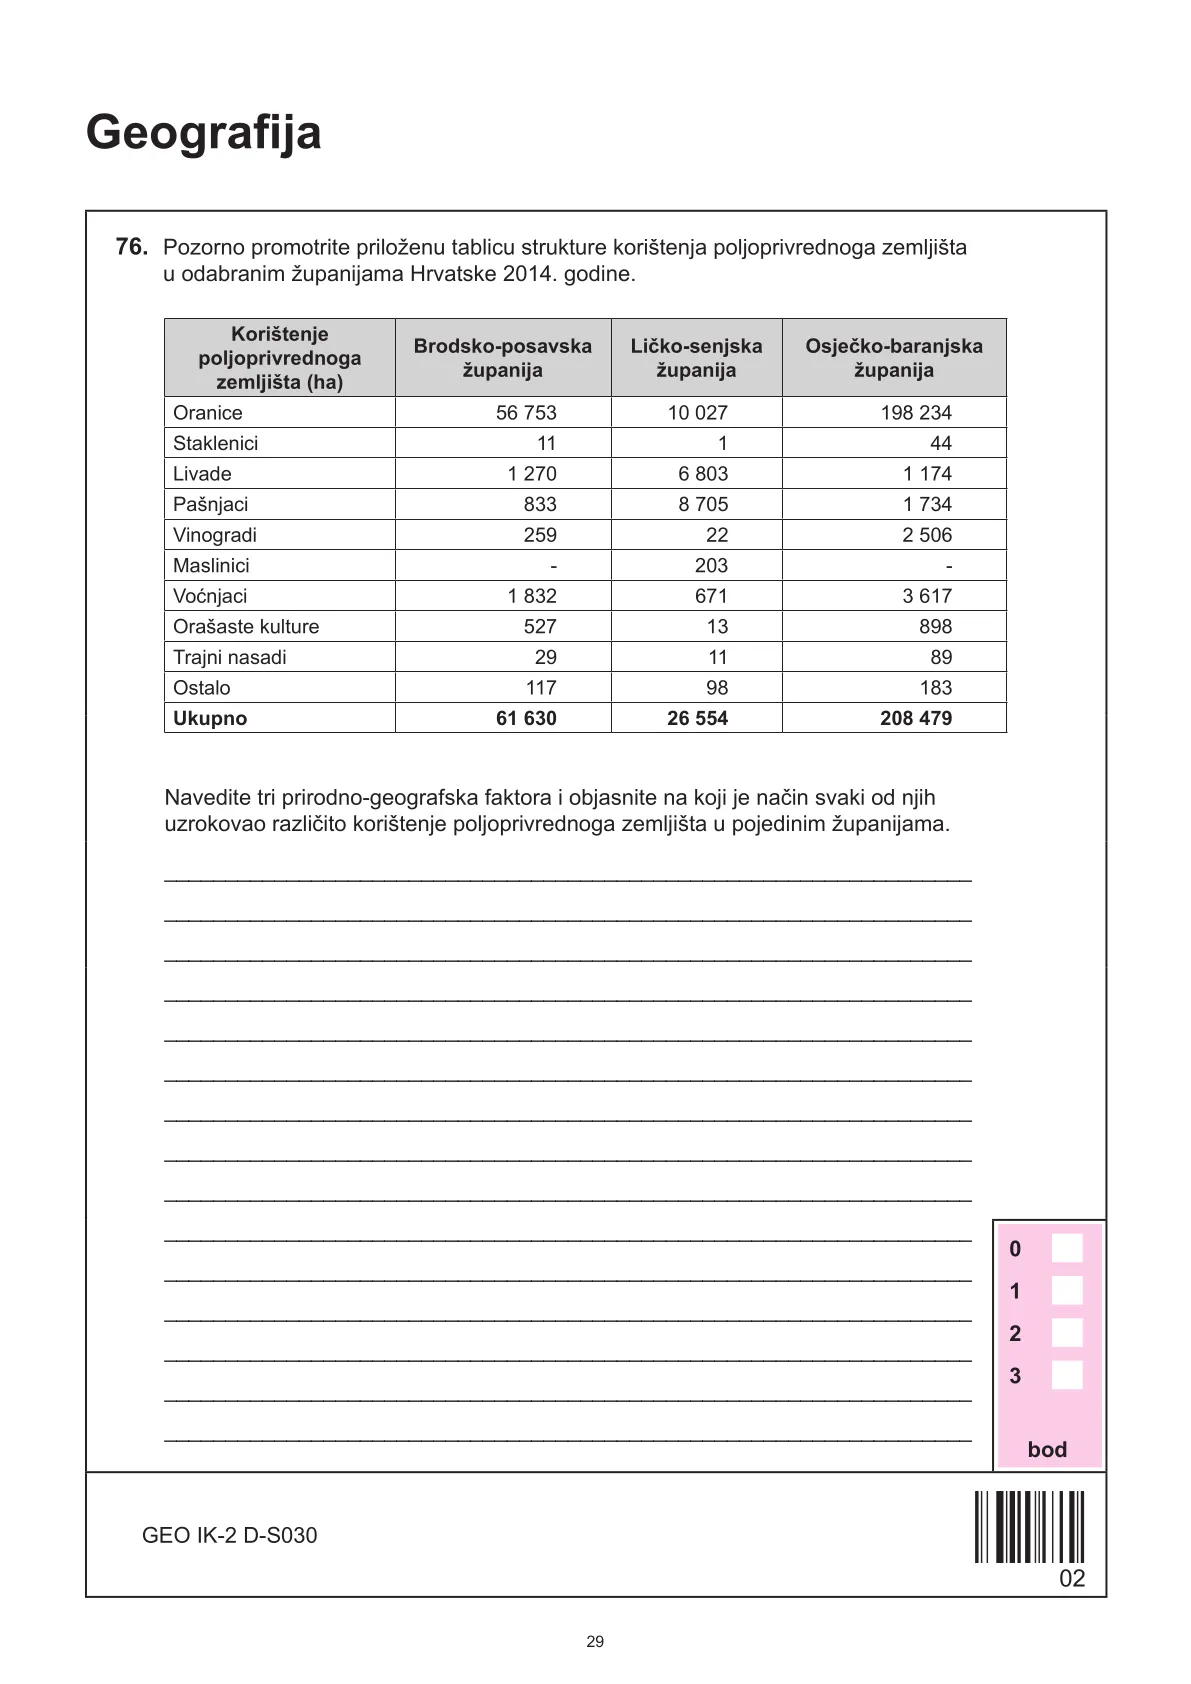 Geografija
76. Pozorno promotrite priloženu tablicu strukture korištenja poljoprivrednoga zemljišta
u odabranim županijama Hrvatske 2014. godine.
Korištenje poljoprivrednoga zemljišta (ha) Brodsko-posavska županija Ličko-senjska županija Osječko-baranjska županija
Oranice 56 753 10 027 198 234
Staklenici 11 1 44
Livade 1 270 6 803 1 174
Pašnjaci 833 8 705 1 734
Vinogradi 259 22 2 506
Maslinici - 203 -
Voćnjaci 1 832 671 3 617
Orašaste kulture 527 13 898
Trajni nasadi 29 11 89
Ostalo 117 98 183
Ukupno 61 630 26 554 208 479
Navedite tri prirodno-geografska faktora i objasnite na koji je način svaki od njih
uzrokovao različito korištenje poljoprivrednoga zemljišta u pojedinim županijama.
0
1
2
3
bod
GEO IK-2 D-S030
02
29